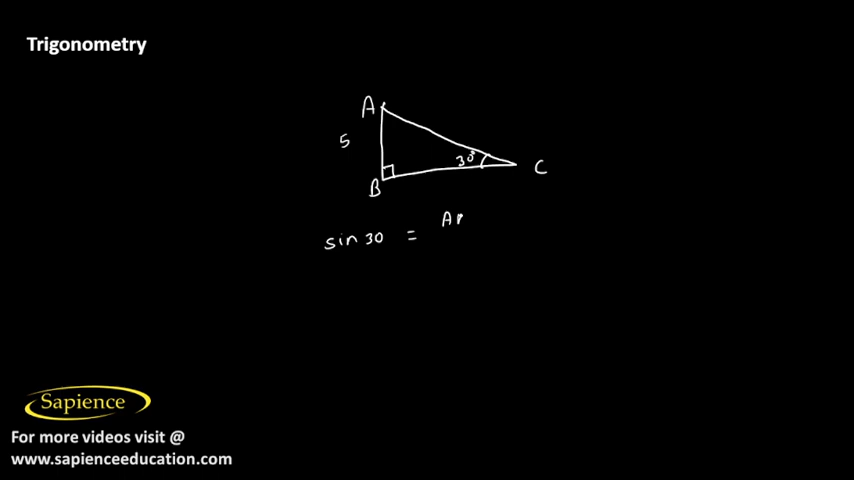 Trigonometry
A
5
30°
C
B
A
sin 30 =
Sapience
For more videos visit @
www.sapienceeducation.com